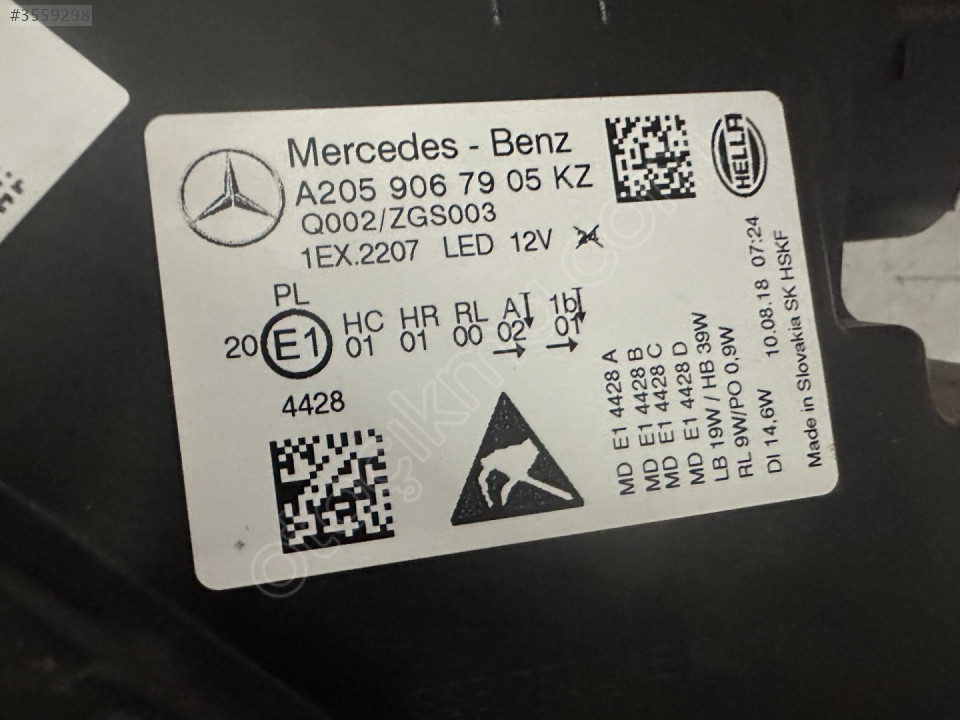 #3559298
Mercedes - Benz
A205 906 79 05 KZ
Q002/ZGS003
1EX.2207 LED 12V
HELLA
PL
20 E1 HC HR RL A 1b
01 01 00 02 01
4428
MD E1 4428 A
MD E1 4428 B
MD E1 4428 C
MD E1 4428 D
LB 19W / HB 39W
RL 9W/PO 0,9W
DI 14,6W 10.08.18 07:24
Made in Slovakia SK HSKF